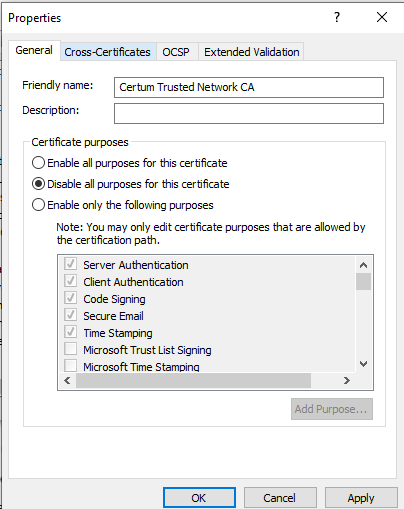 Properties
General
Cross-Certificates
OCSP
Extended Validation
Friendly name:
Certum Trusted Network CA
Description:
Certificate purposes
Enable all purposes for this certificate
Disable all purposes for this certificate
Enable only the following purposes
Note: You may only edit certificate purposes that are allowed by
the certification path.
Server Authentication
Client Authentication
Code Signing
Secure Email
Time Stamping
Microsoft Trust List Signing
Microsoft Time Stamping
Add Purpose...
OK
Cancel
Apply